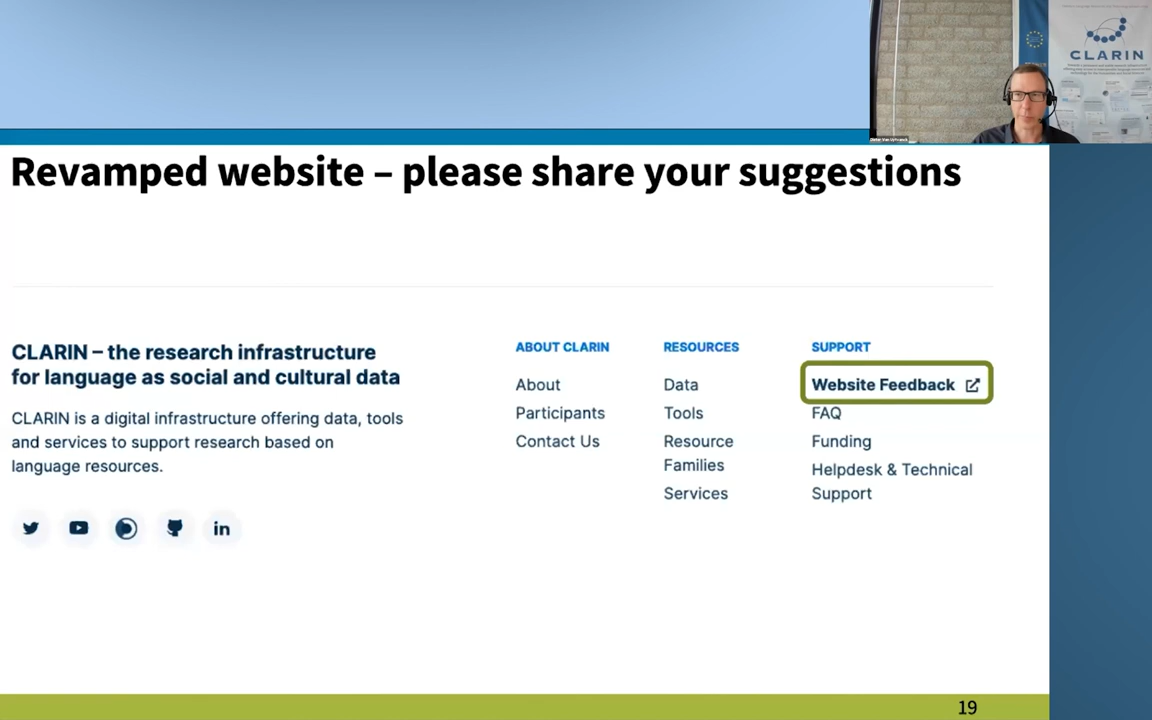 CLARIN
Revamped website – please share your suggestions
CLARIN – the research infrastructure
for language as social and cultural data
CLARIN is a digital infrastructure offering data, tools
and services to support research based on
language resources.
ABOUT CLARIN
About
Participants
Contact Us
RESOURCES
Data
Tools
Resource
Families
Services
SUPPORT
Website Feedback
FAQ
Funding
Helpdesk & Technical
Support
19